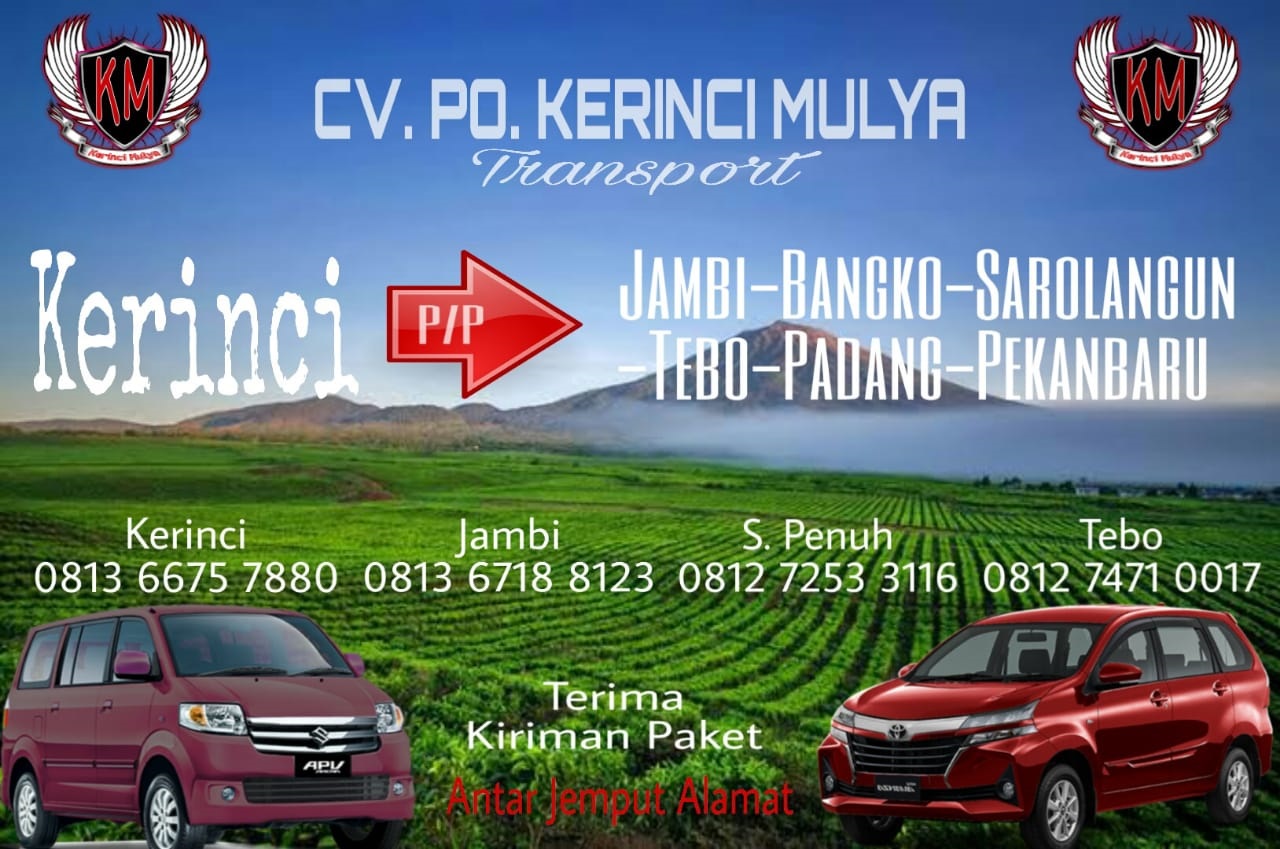 KM
Kerinci Mulya
KM
Kerinci Mulya
CV. PO. KERINCI MULYA
Transport
Kerinci
P/P
JAMBI-BANGKO-SAROLANGUN
-TEBO-PADANG-PEKANBARU
Kerinci
0813 6675 7880
Jambi
0813 6718 8123
S. Penuh
0812 7253 3116
Tebo
0812 7471 0017
Terima
Kiriman Paket
Antar Jemput Alamat
APV